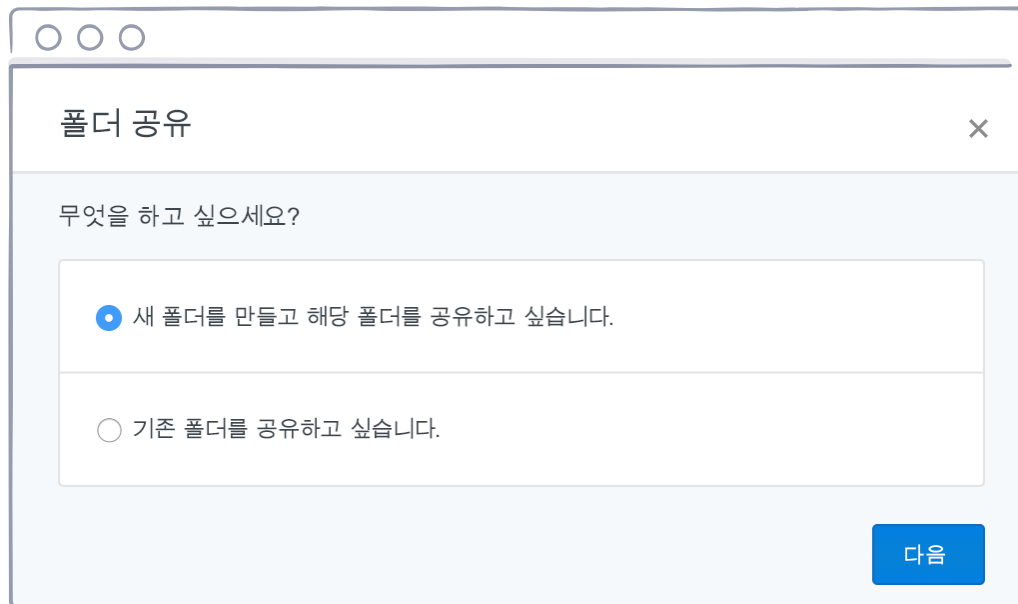 폴더 공유
무엇을 하고 싶으세요?
새 폴더를 만들고 해당 폴더를 공유하고 싶습니다.
기존 폴더를 공유하고 싶습니다.
다음